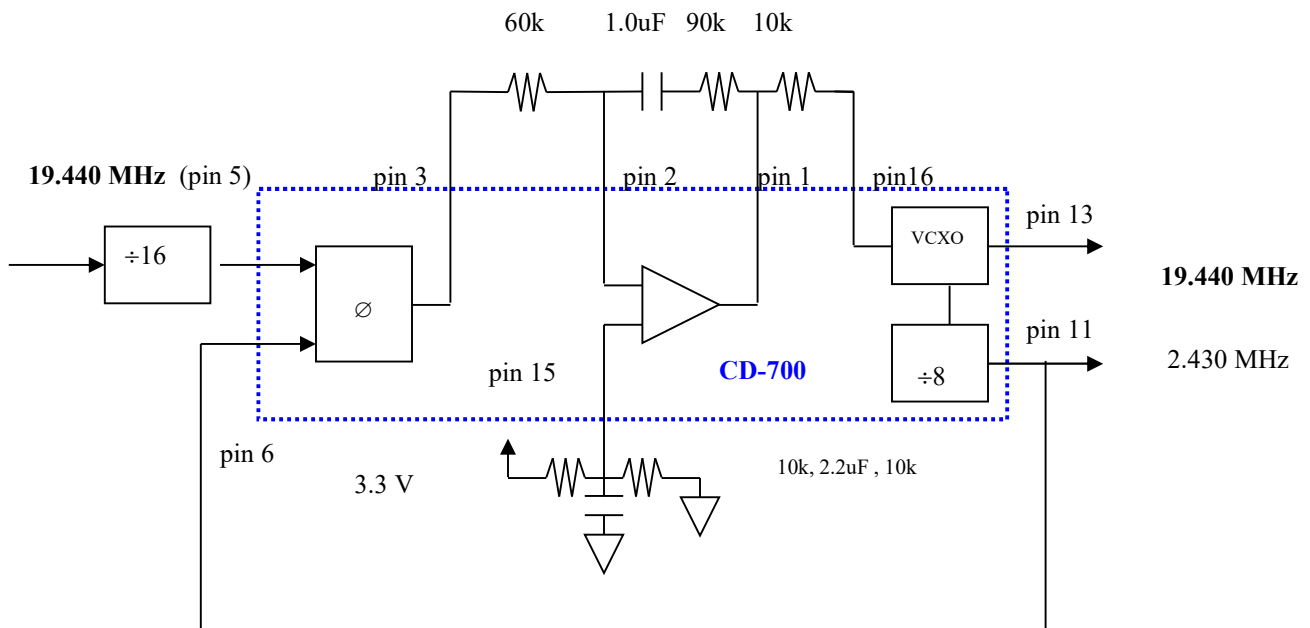 60k 1.0uF 90k 10k
19.440 MHz (pin 5)
pin 3
pin 2
pin 1
pin16
÷16
∅
VCXO
pin 13
19.440 MHz
pin 11
÷8
2.430 MHz
pin 15
CD-700
pin 6
3.3 V
10k, 2.2uF , 10k